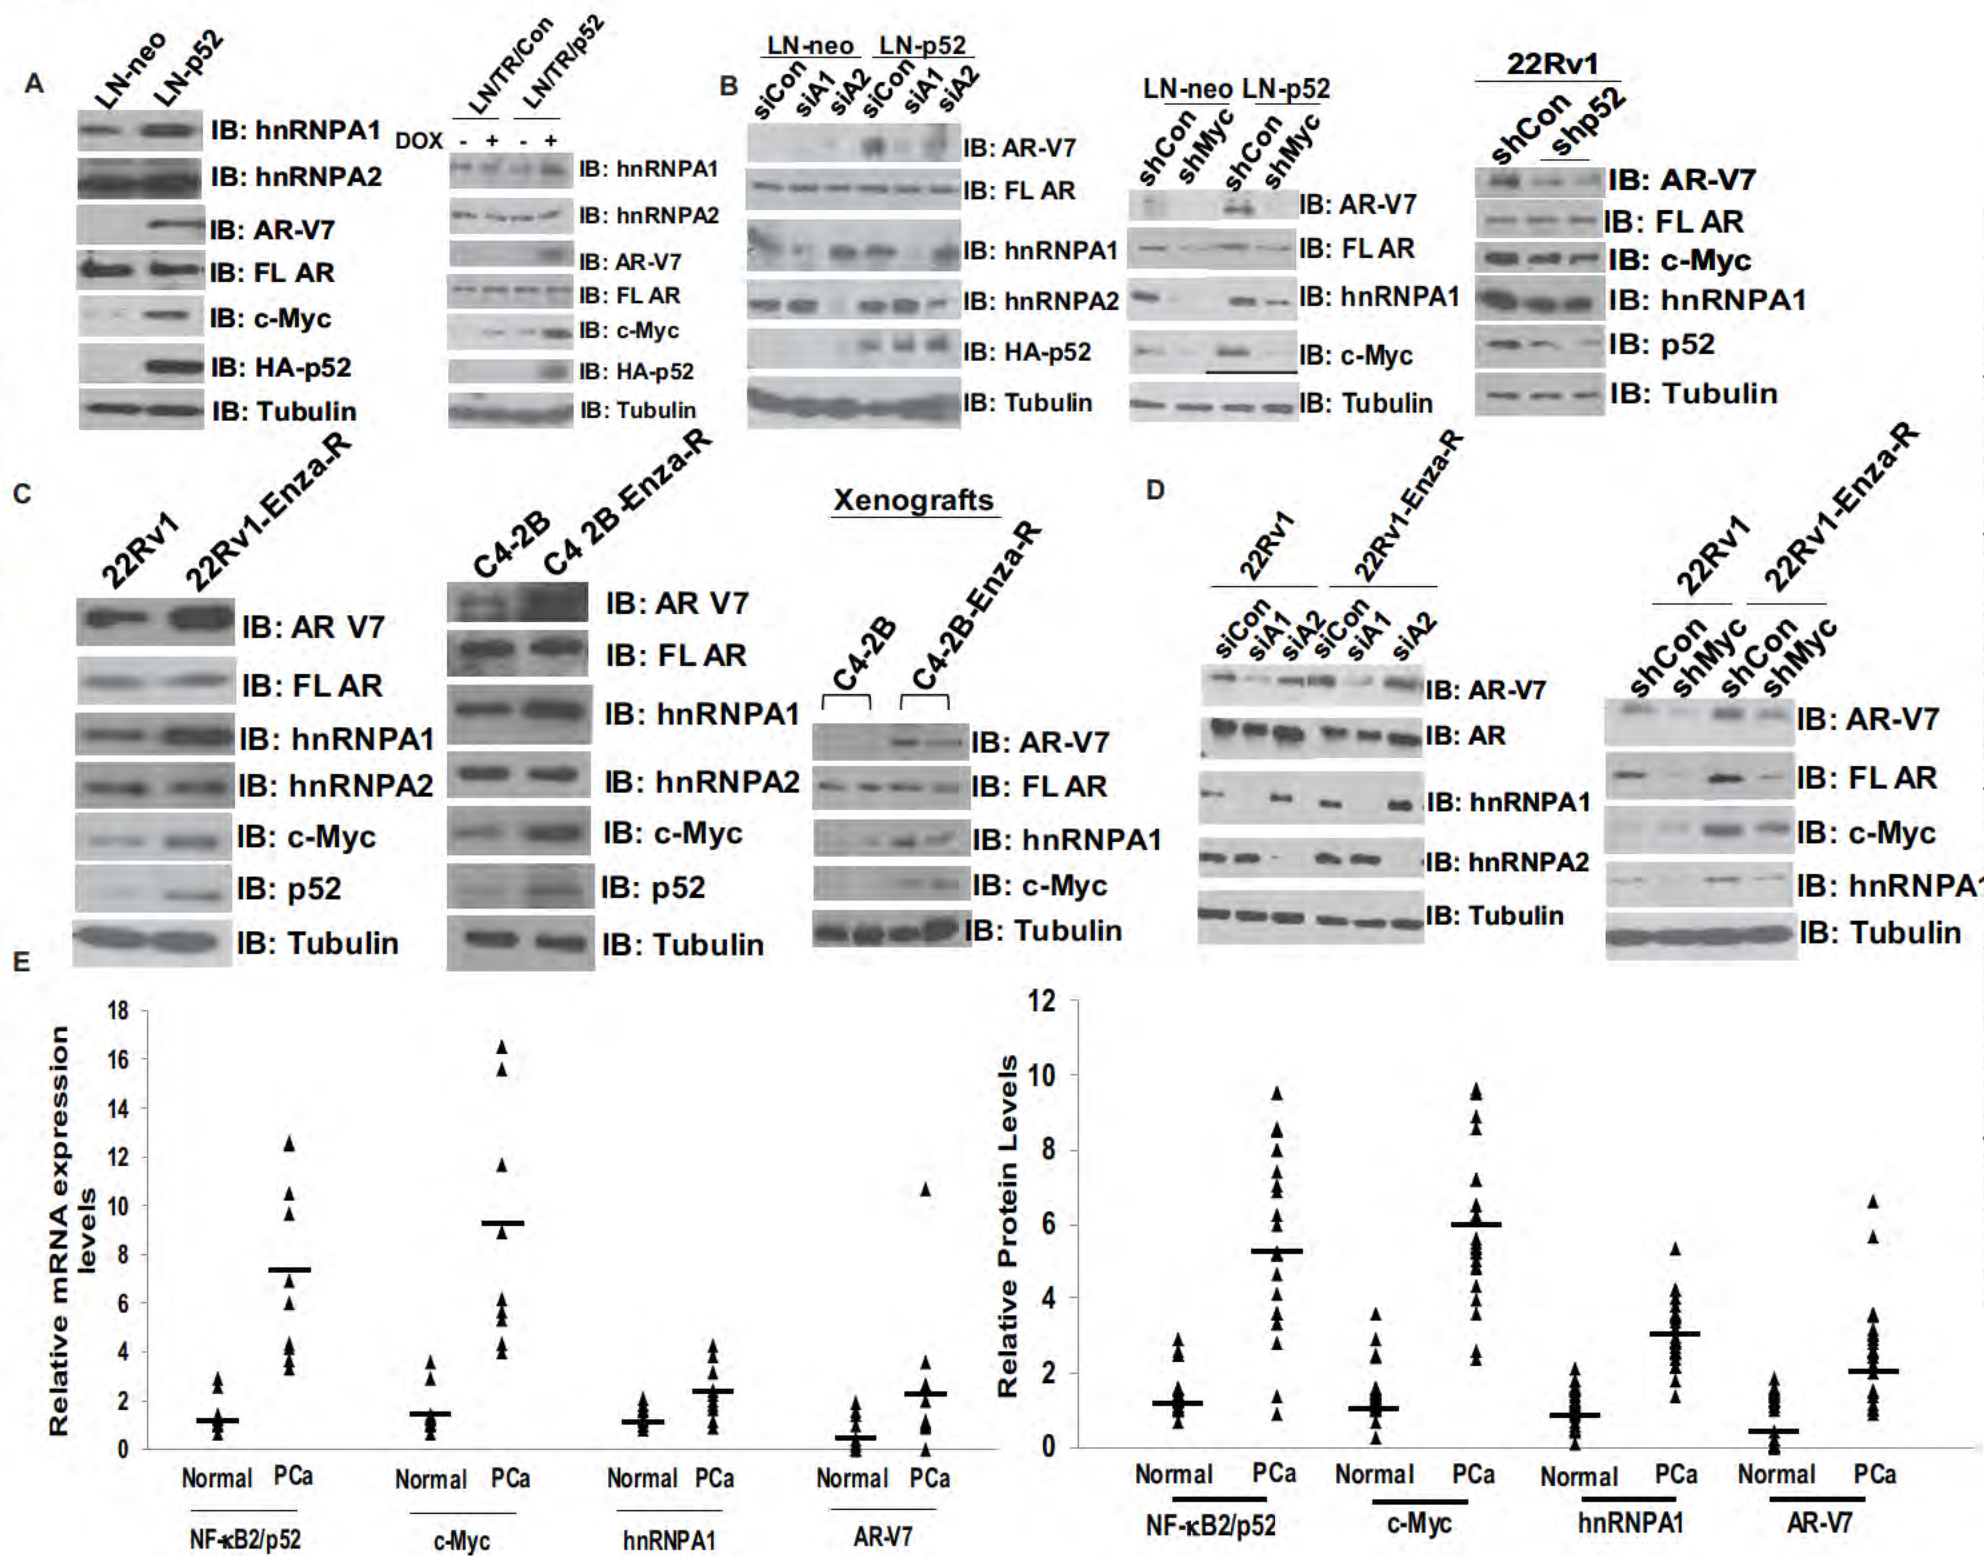 A
LN-neo
LN-p52
IB: hnRNPA1
IB: hnRNPA2
IB: AR-V7
IB: FL AR
IB: c-Myc
IB: HA-p52
IB: Tubulin
LN/TR/Con
LN/TR/p52
DOX - + - +
IB: hnRNPA1
IB: hnRNPA2
IB: AR-V7
IB: FL AR
IB: c-Myc
IB: HA-p52
IB: Tubulin
B
LN-neo LN-p52
siCon siA1 siA2 siCon siA1 siA2
IB: AR-V7
IB: FL AR
IB: hnRNPA1
IB: hnRNPA2
IB: HA-p52
IB: Tubulin
LN-neo LN-p52
shCon shMyc shCon shMyc
IB: AR-V7
IB: FL AR
IB: hnRNPA1
IB: c-Myc
IB: Tubulin
22Rv1
shCon shp52
IB: AR-V7
IB: FL AR
IB: c-Myc
IB: hnRNPA1
IB: p52
IB: Tubulin
C
22Rv1
22Rv1-Enza-R
IB: AR V7
IB: FL AR
IB: hnRNPA1
IB: hnRNPA2
IB: c-Myc
IB: p52
IB: Tubulin
C4-2B
C4 2B-Enza-R
IB: AR V7
IB: FL AR
IB: hnRNPA1
IB: hnRNPA2
IB: c-Myc
IB: p52
IB: Tubulin
Xenografts
C4-2B
C4-2B-Enza-R
IB: AR-V7
IB: FL AR
IB: hnRNPA1
IB: c-Myc
IB: Tubulin
D
22Rv1
22Rv1-Enza-R
siCon siA1 siA2 siCon siA1 siA2
IB: AR-V7
IB: AR
IB: hnRNPA1
IB: hnRNPA2
IB: Tubulin
22Rv1
22Rv1-Enza-R
shCon shMyc shCon shMyc
IB: AR-V7
IB: FL AR
IB: c-Myc
IB: hnRNPA1
IB: Tubulin
E
Relative mRNA expression
levels
18
16
14
12
10
8
6
4
2
0
Normal PCa Normal PCa Normal PCa Normal PCa
NF-κB2/p52 c-Myc hnRNPA1 AR-V7
Relative Protein Levels
12
10
8
6
4
2
0
Normal PCa Normal PCa Normal PCa Normal PCa
NF-κB2/p52 c-Myc hnRNPA1 AR-V7